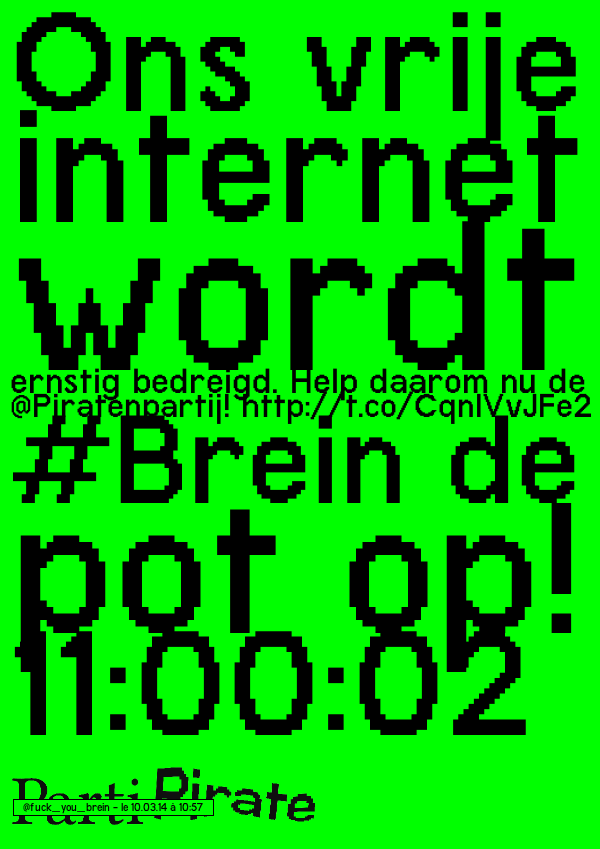 Ons vrije
internet
wordt
ernstig bedreigd. Help daarom nu de
@Piratenpartij! http://t.co/CqnlVvJFe2
#Brein de
pot op!
11:00:02
Parti Pirate
@fuck_you_brein - le 10.03.14 à 10:57